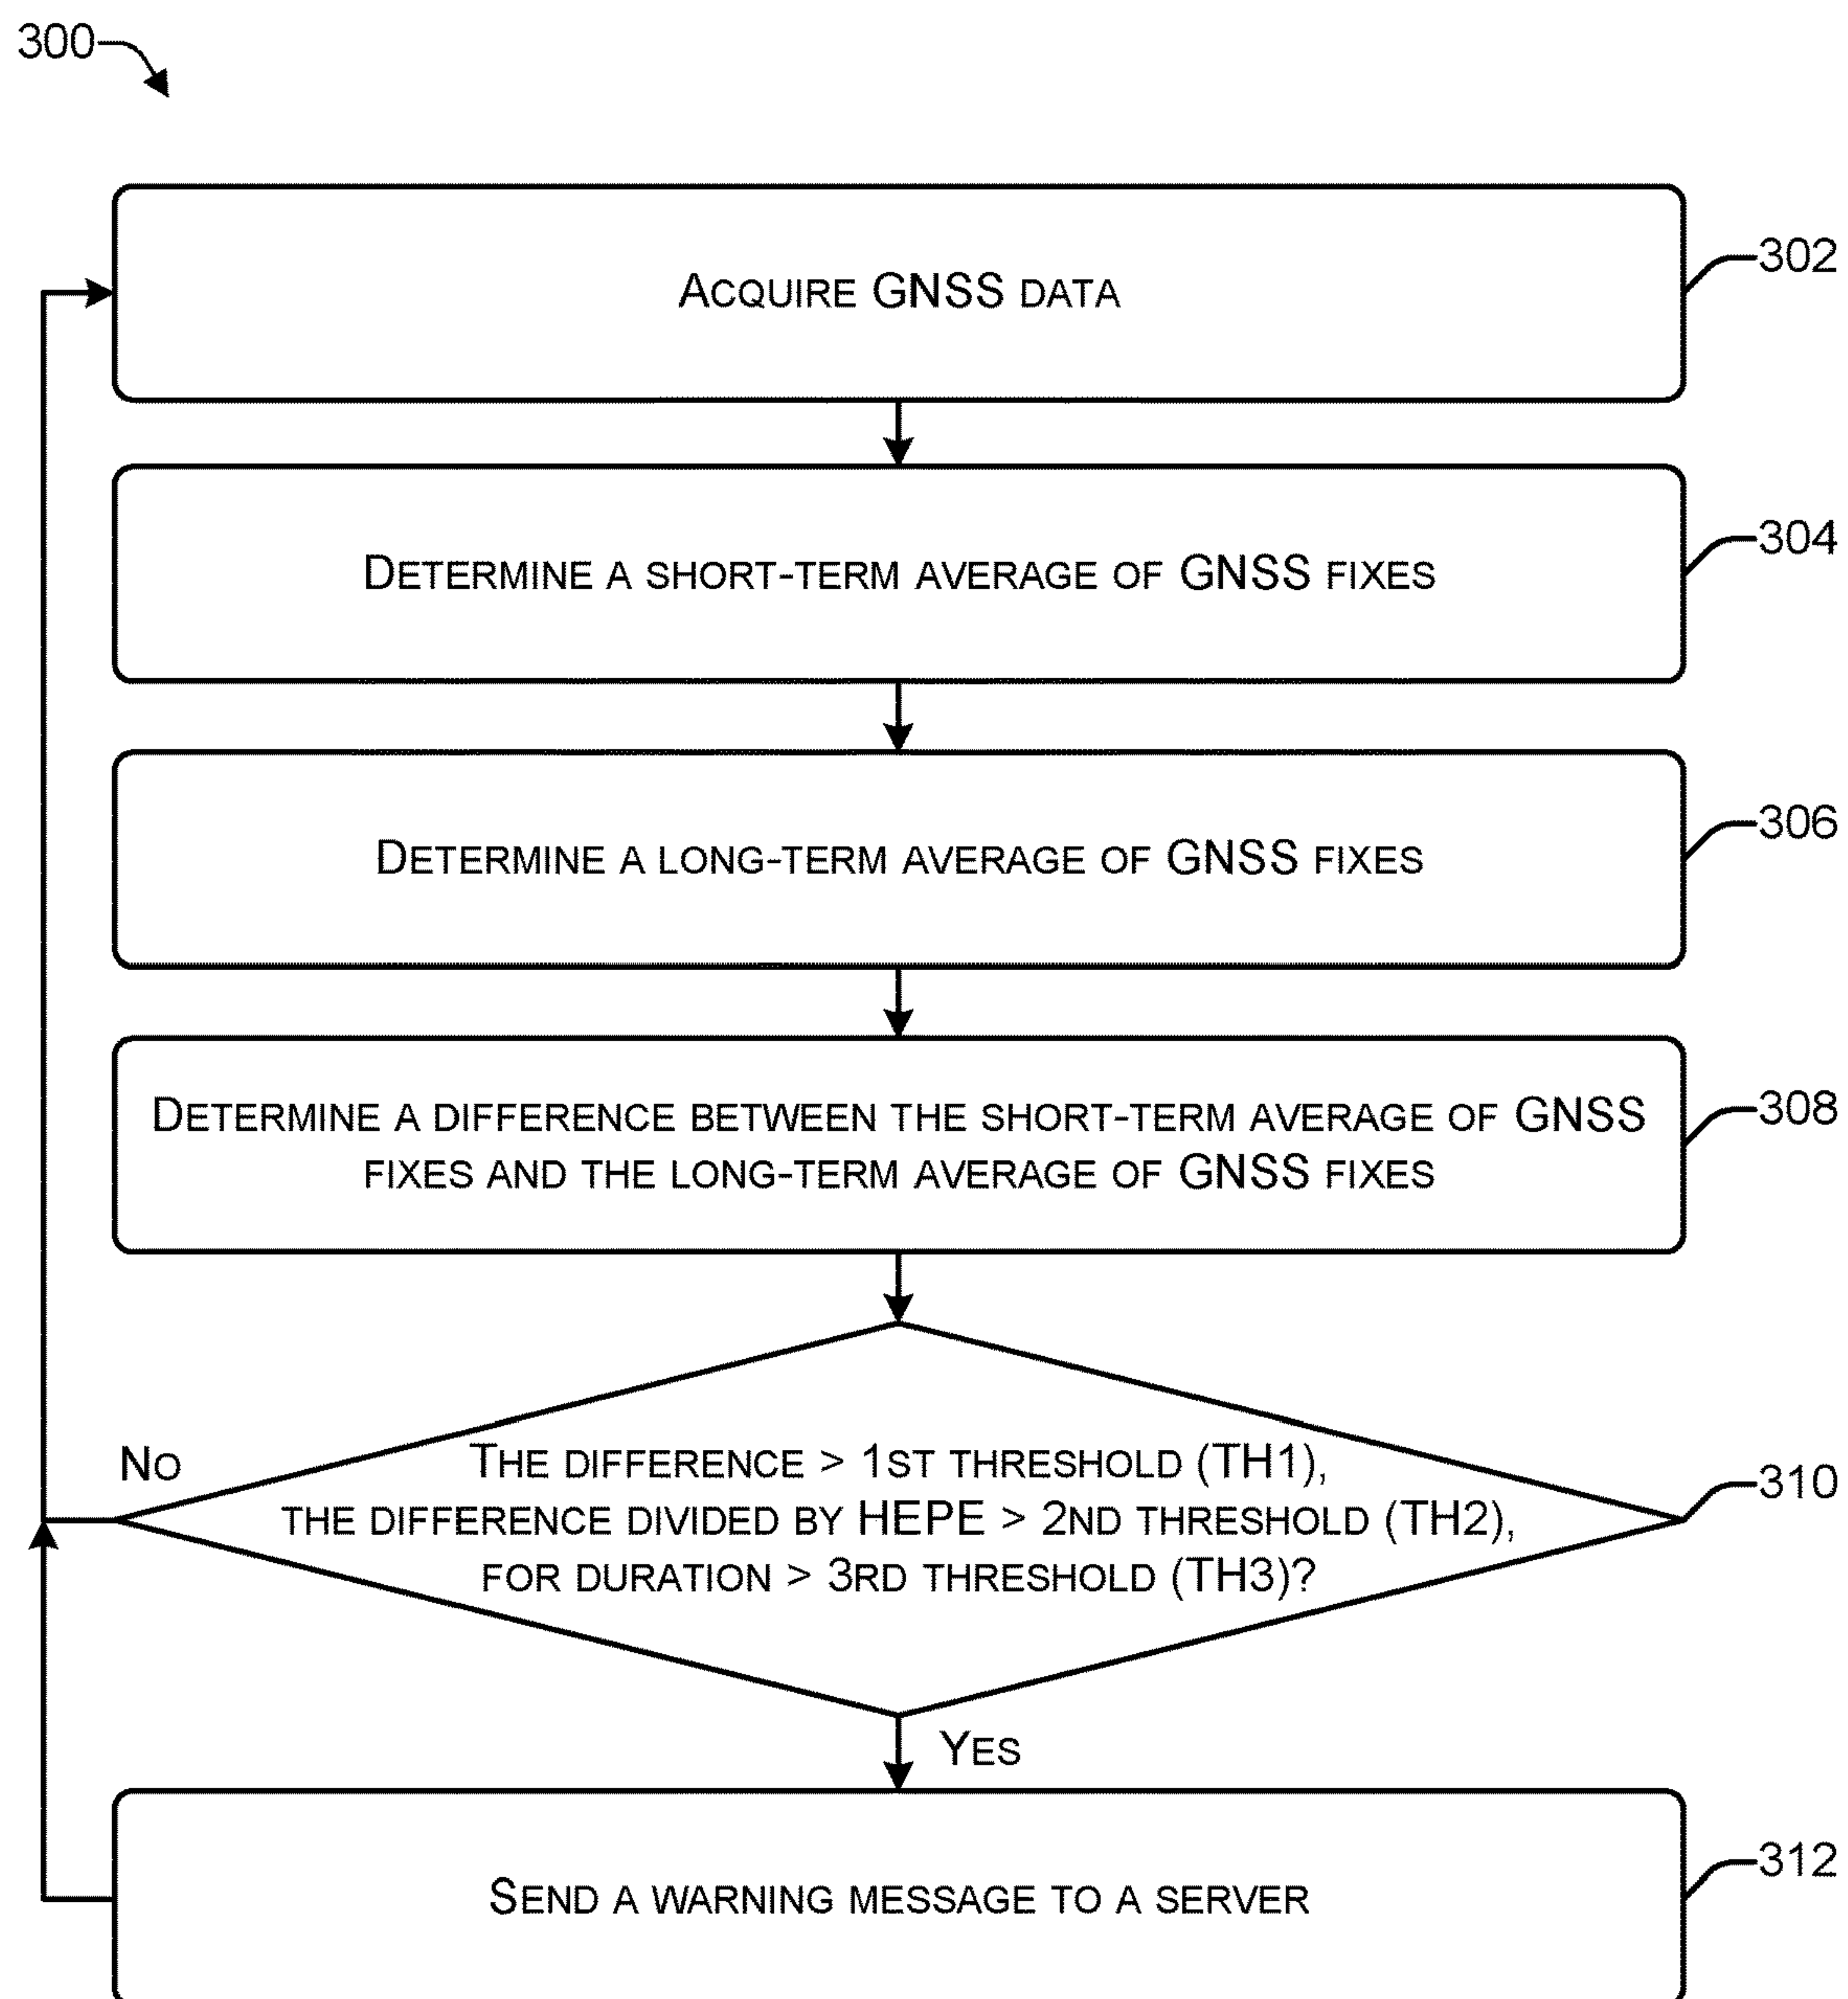 300
ACQUIRE GNSS DATA
302
DETERMINE A SHORT-TERM AVERAGE OF GNSS FIXES
304
DETERMINE A LONG-TERM AVERAGE OF GNSS FIXES
306
DETERMINE A DIFFERENCE BETWEEN THE SHORT-TERM AVERAGE OF GNSS
FIXES AND THE LONG-TERM AVERAGE OF GNSS FIXES
308
NO
THE DIFFERENCE > 1ST THRESHOLD (TH1),
THE DIFFERENCE DIVIDED BY HEPE > 2ND THRESHOLD (TH2),
FOR DURATION > 3RD THRESHOLD (TH3)?
310
YES
SEND A WARNING MESSAGE TO A SERVER
312